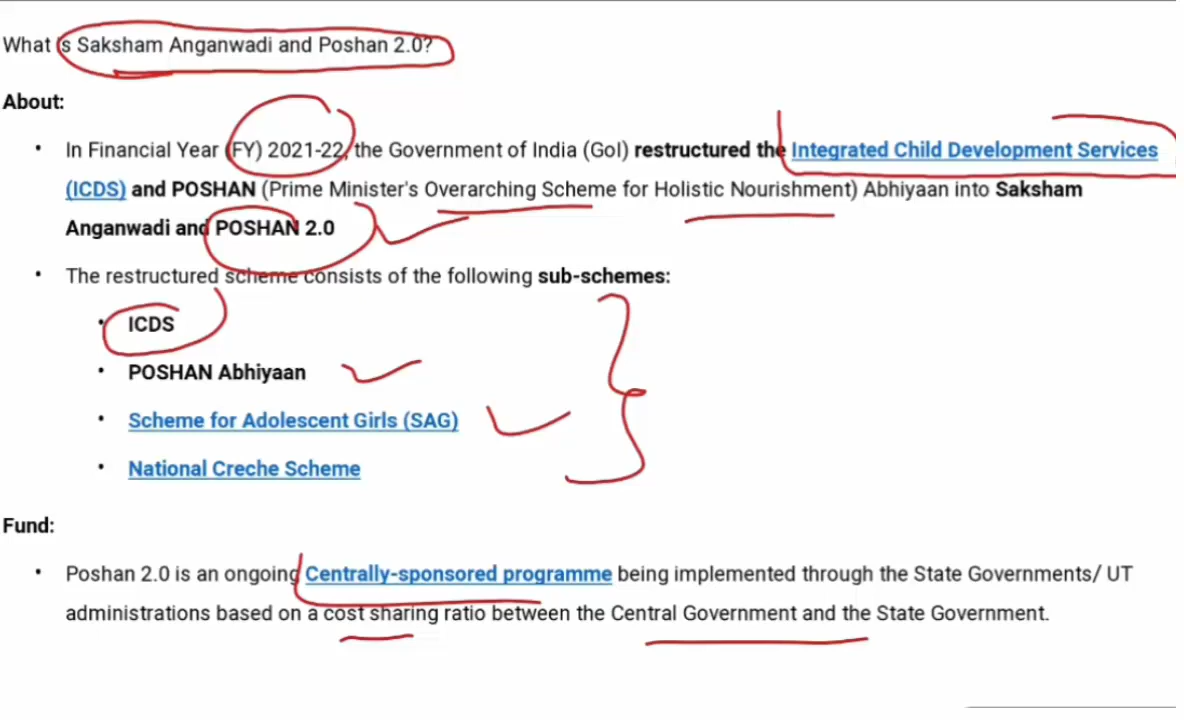 What is Saksham Anganwadi and Poshan 2.0?
About:
• In Financial Year (FY) 2021-22, the Government of India (GoI) restructured the Integrated Child Development Services
(ICDS) and POSHAN (Prime Minister's Overarching Scheme for Holistic Nourishment) Abhiyaan into Saksham
Anganwadi and POSHAN 2.0
• The restructured scheme consists of the following sub-schemes:
• ICDS
• POSHAN Abhiyaan
• Scheme for Adolescent Girls (SAG)
• National Creche Scheme
Fund:
• Poshan 2.0 is an ongoing Centrally-sponsored programme being implemented through the State Governments/ UT
administrations based on a cost sharing ratio between the Central Government and the State Government.